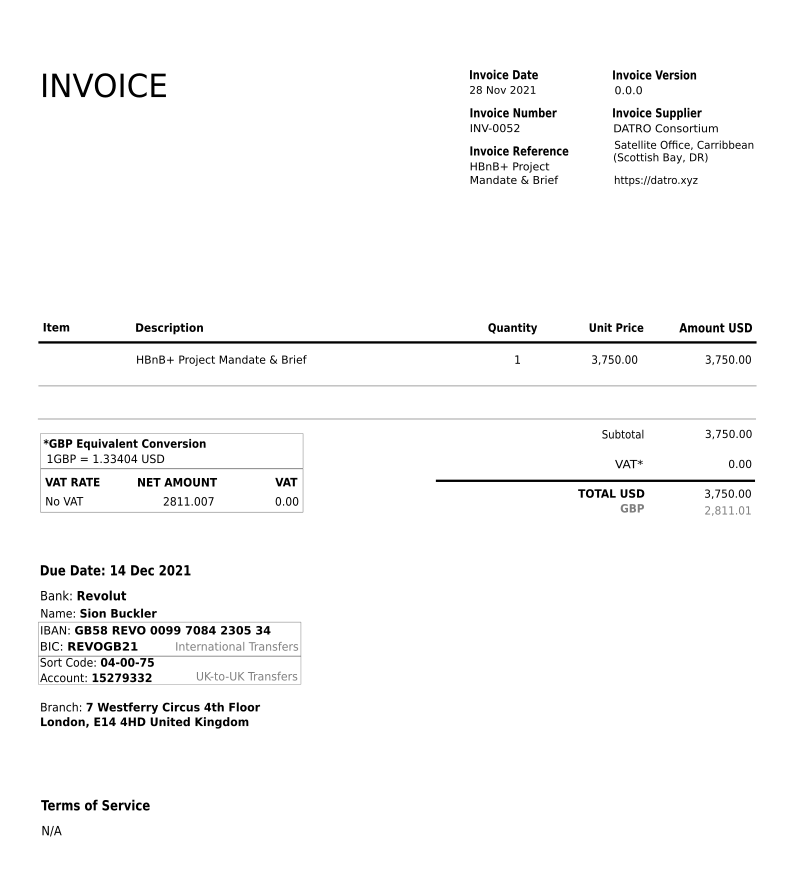 INVOICE
Invoice Date
28 Nov 2021
Invoice Number
INV-0052
Invoice Reference
HBnB+ Project
Mandate & Brief
Invoice Version
0.0.0
Invoice Supplier
DATRO Consortium
Satellite Office, Carribbean
(Scottish Bay, DR)
https://datro.xyz
Item Description Quantity Unit Price Amount USD
HBnB+ Project Mandate & Brief 1 3,750.00 3,750.00
*GBP Equivalent Conversion
1GBP = 1.33404 USD
VAT RATE NET AMOUNT VAT
No VAT 2811.007 0.00
Subtotal 3,750.00
VAT* 0.00
TOTAL USD 3,750.00
GBP 2,811.01
Due Date: 14 Dec 2021
Bank: Revolut
Name: Sion Buckler
IBAN: GB58 REVO 0099 7084 2305 34
BIC: REVOGB21 International Transfers
Sort Code: 04-00-75
Account: 15279332 UK-to-UK Transfers
Branch: 7 Westferry Circus 4th Floor
London, E14 4HD United Kingdom
Terms of Service
N/A